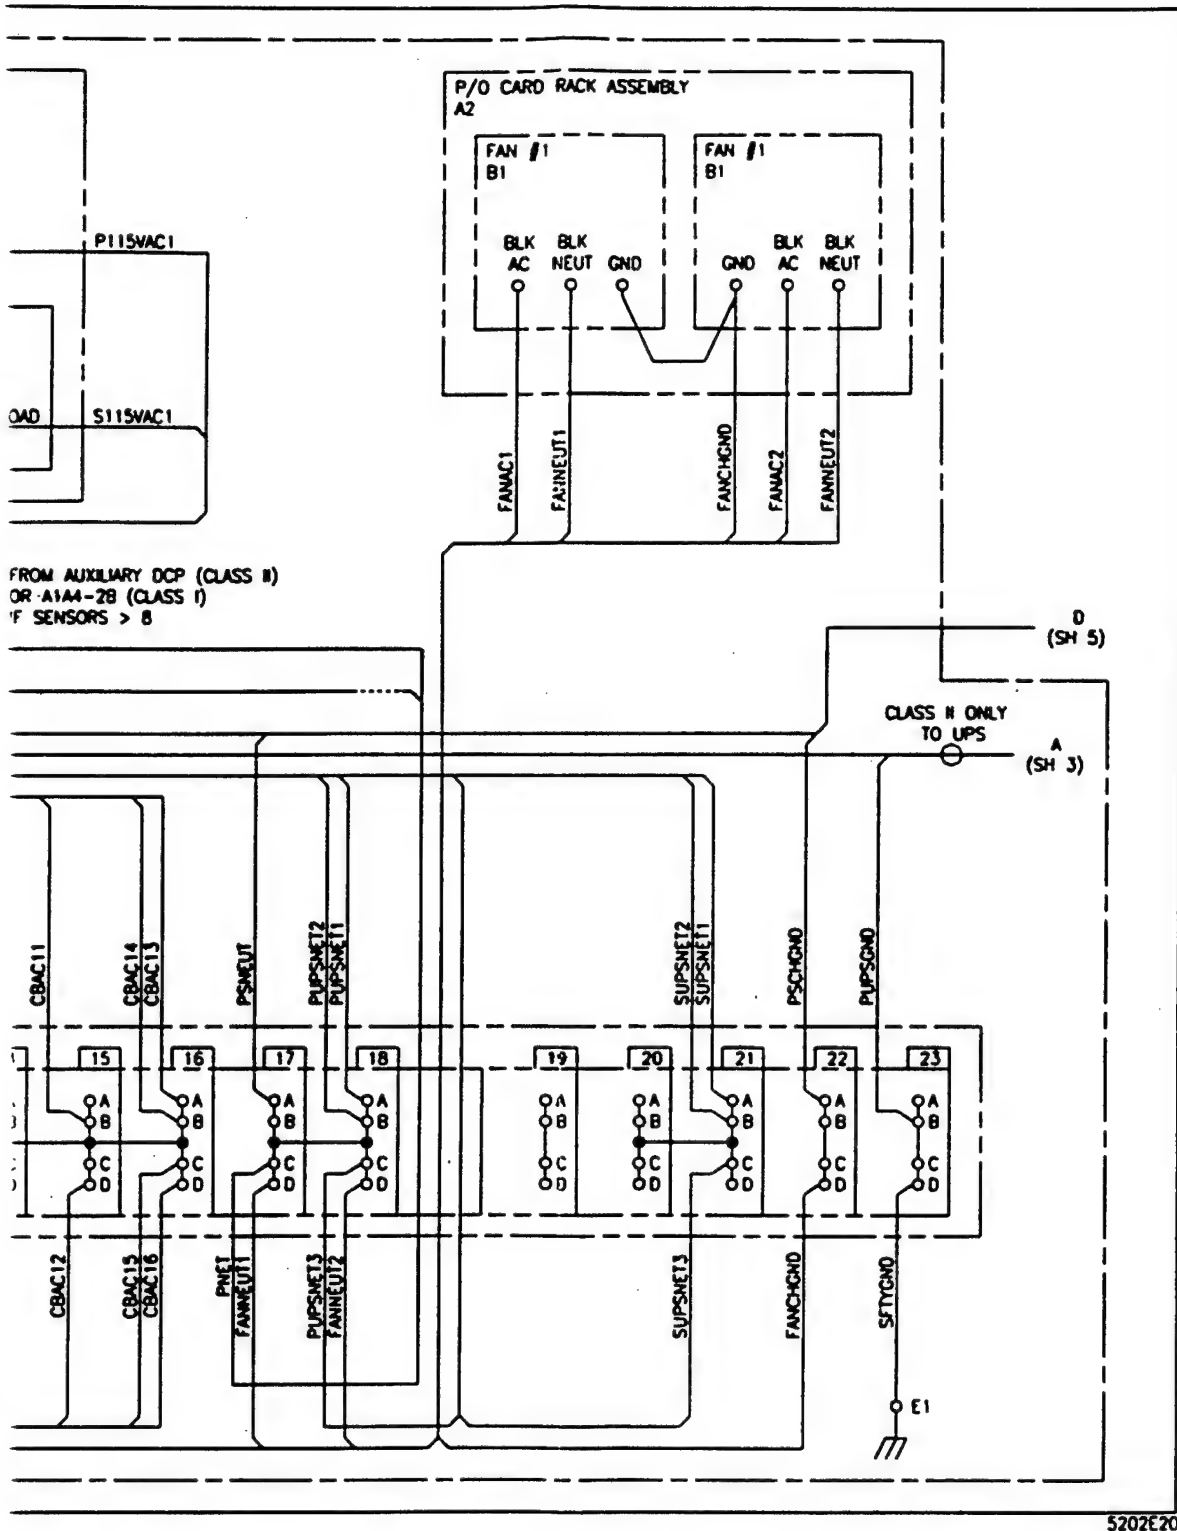 P/O CARD RACK ASSEMBLY
A2
FAN #1
B1
FAN #1
B1
BLK
AC
BLK
NEUT
GND
GND
BLK
AC
BLK
NEUT
P115VAC1
OAD
S115VAC1
FANAC1
FANNEUT1
FANCHGND
FANAC2
FANNEUT2
FROM AUXILIARY DCP (CLASS II)
OR A1A4-2B (CLASS I)
IF SENSORS > 8
D
(SH 5)
CLASS II ONLY
TO UPS
A
(SH 3)
CBAC11
CBAC14
CBAC13
PSNEUT
PUPSNET2
PUPSNET1
SUPSNET2
SUPSNET1
PSCHGND
PUPSGND
15
16
17
18
19
20
21
22
23
A A A A A A A A A
B B B B B B B B B
C C C C C C C C C
D D D D D D D D D
CBAC12
CBAC15
CBAC16
PNET
FANNEUT1
PUPSNET3
FANNEUT2
SUPSNET3
FANCHGND
SFTYGND
E1
5202E20